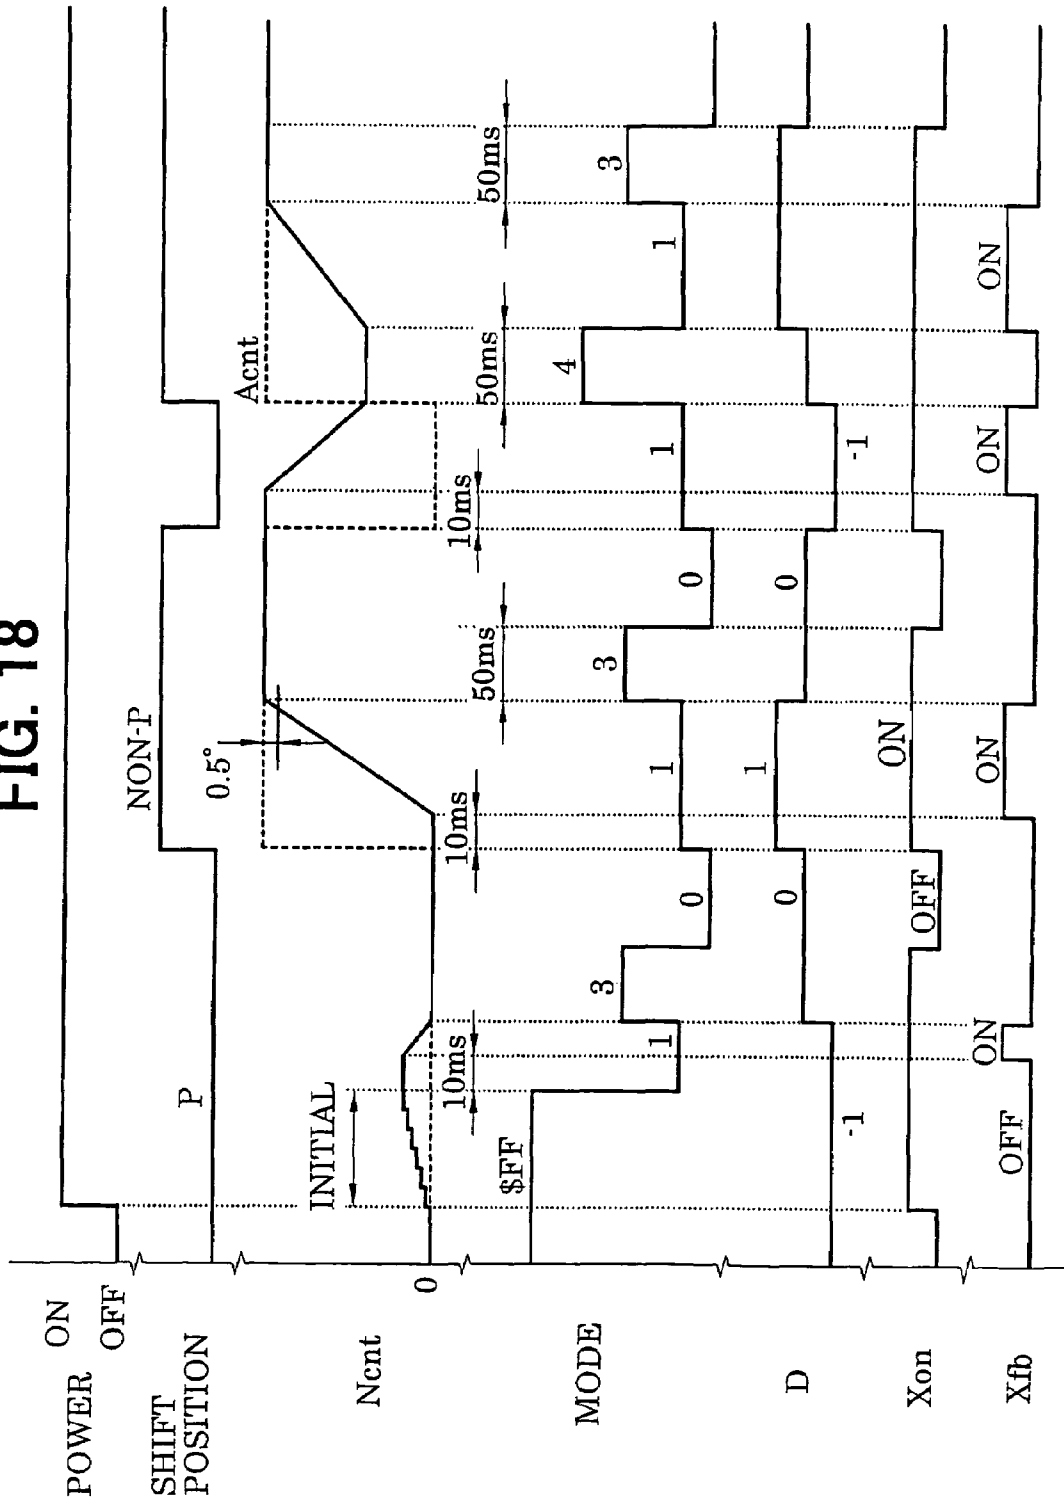 FIG. 18
POWER
ON
OFF
SHIFT
POSITION
P
NON-P
Ncnt
0
INITIAL
10ms
0.5°
10ms
50ms
10ms
Acnt
50ms
50ms
MODE
$FF
1
3
0
1
3
0
1
4
1
3
D
-1
0
1
0
-1
Xon
OFF
ON
Xfb
OFF
ON
ON
ON
ON